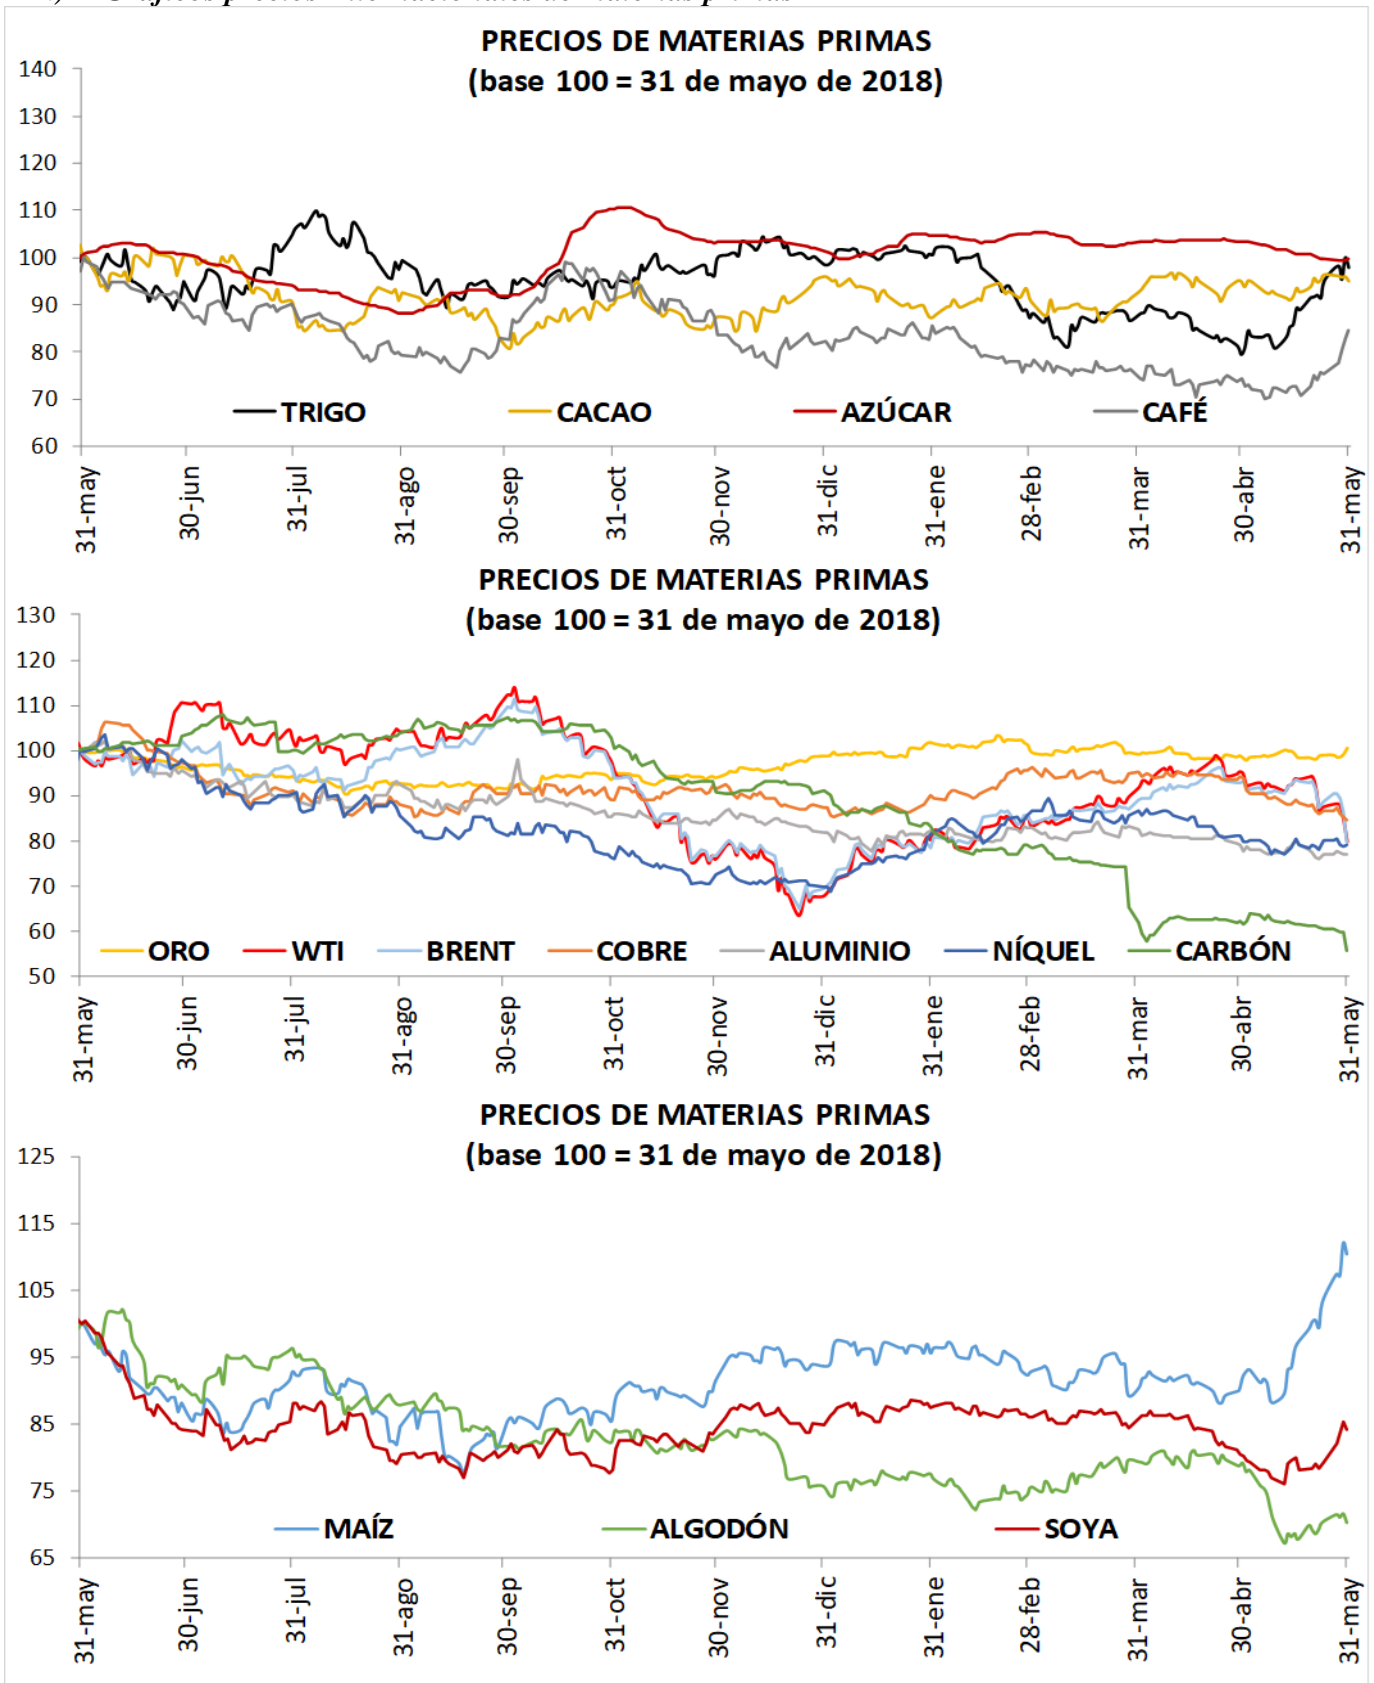 PRECIOS DE MATERIAS PRIMAS
(base 100 = 31 de mayo de 2018)
140
130
120
110
100
90
80
70
60
TRIGO CACAO AZÚCAR CAFÉ
31-may 30-jun 31-jul 31-ago 30-sep 31-oct 30-nov 31-dic 31-ene 28-feb 31-mar 30-abr 31-may
PRECIOS DE MATERIAS PRIMAS
(base 100 = 31 de mayo de 2018)
130
120
110
100
90
80
70
60
50
ORO WTI BRENT COBRE ALUMINIO NÍQUEL CARBÓN
31-may 30-jun 31-jul 31-ago 30-sep 31-oct 30-nov 31-dic 31-ene 28-feb 31-mar 30-abr 31-may
PRECIOS DE MATERIAS PRIMAS
(base 100 = 31 de mayo de 2018)
125
115
105
95
85
75
65
MAÍZ ALGODÓN SOYA
31-may 30-jun 31-jul 31-ago 30-sep 31-oct 30-nov 31-dic 31-ene 28-feb 31-mar 30-abr 31-may